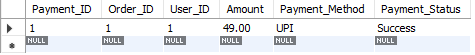 Payment_ID Order_ID User_ID Amount Payment_Method Payment_Status
1 1 1 49.00 UPI Success
NULL NULL NULL NULL NULL NULL